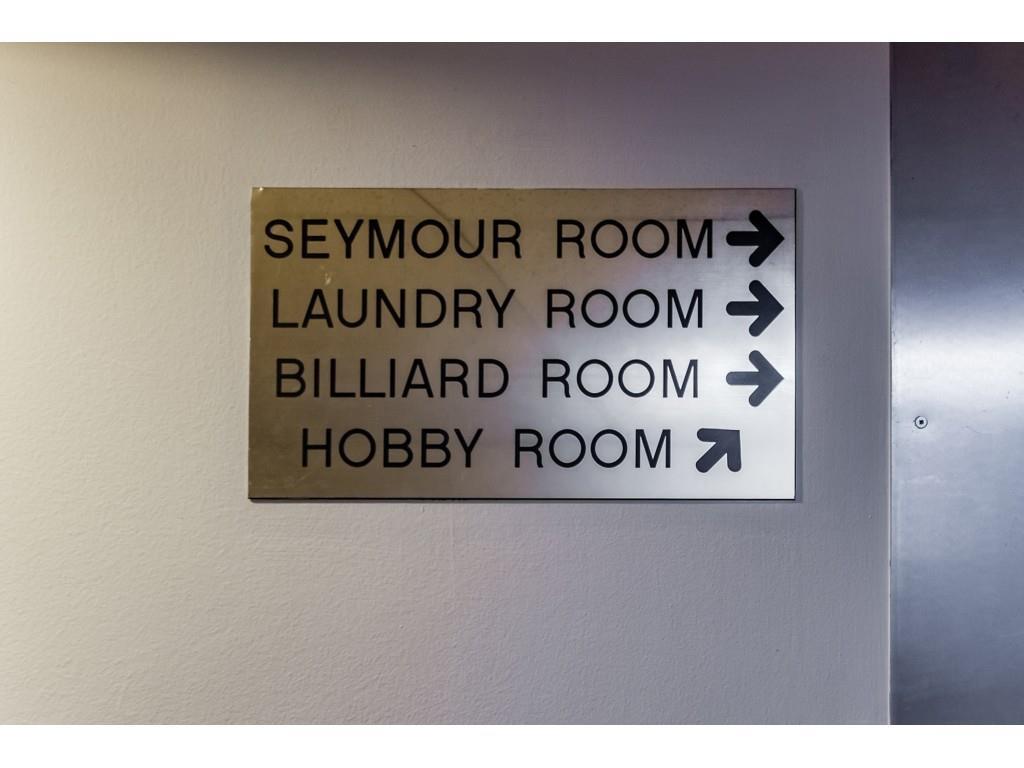 SEYMOUR ROOM →
LAUNDRY ROOM →
BILLIARD ROOM →
HOBBY ROOM ↗